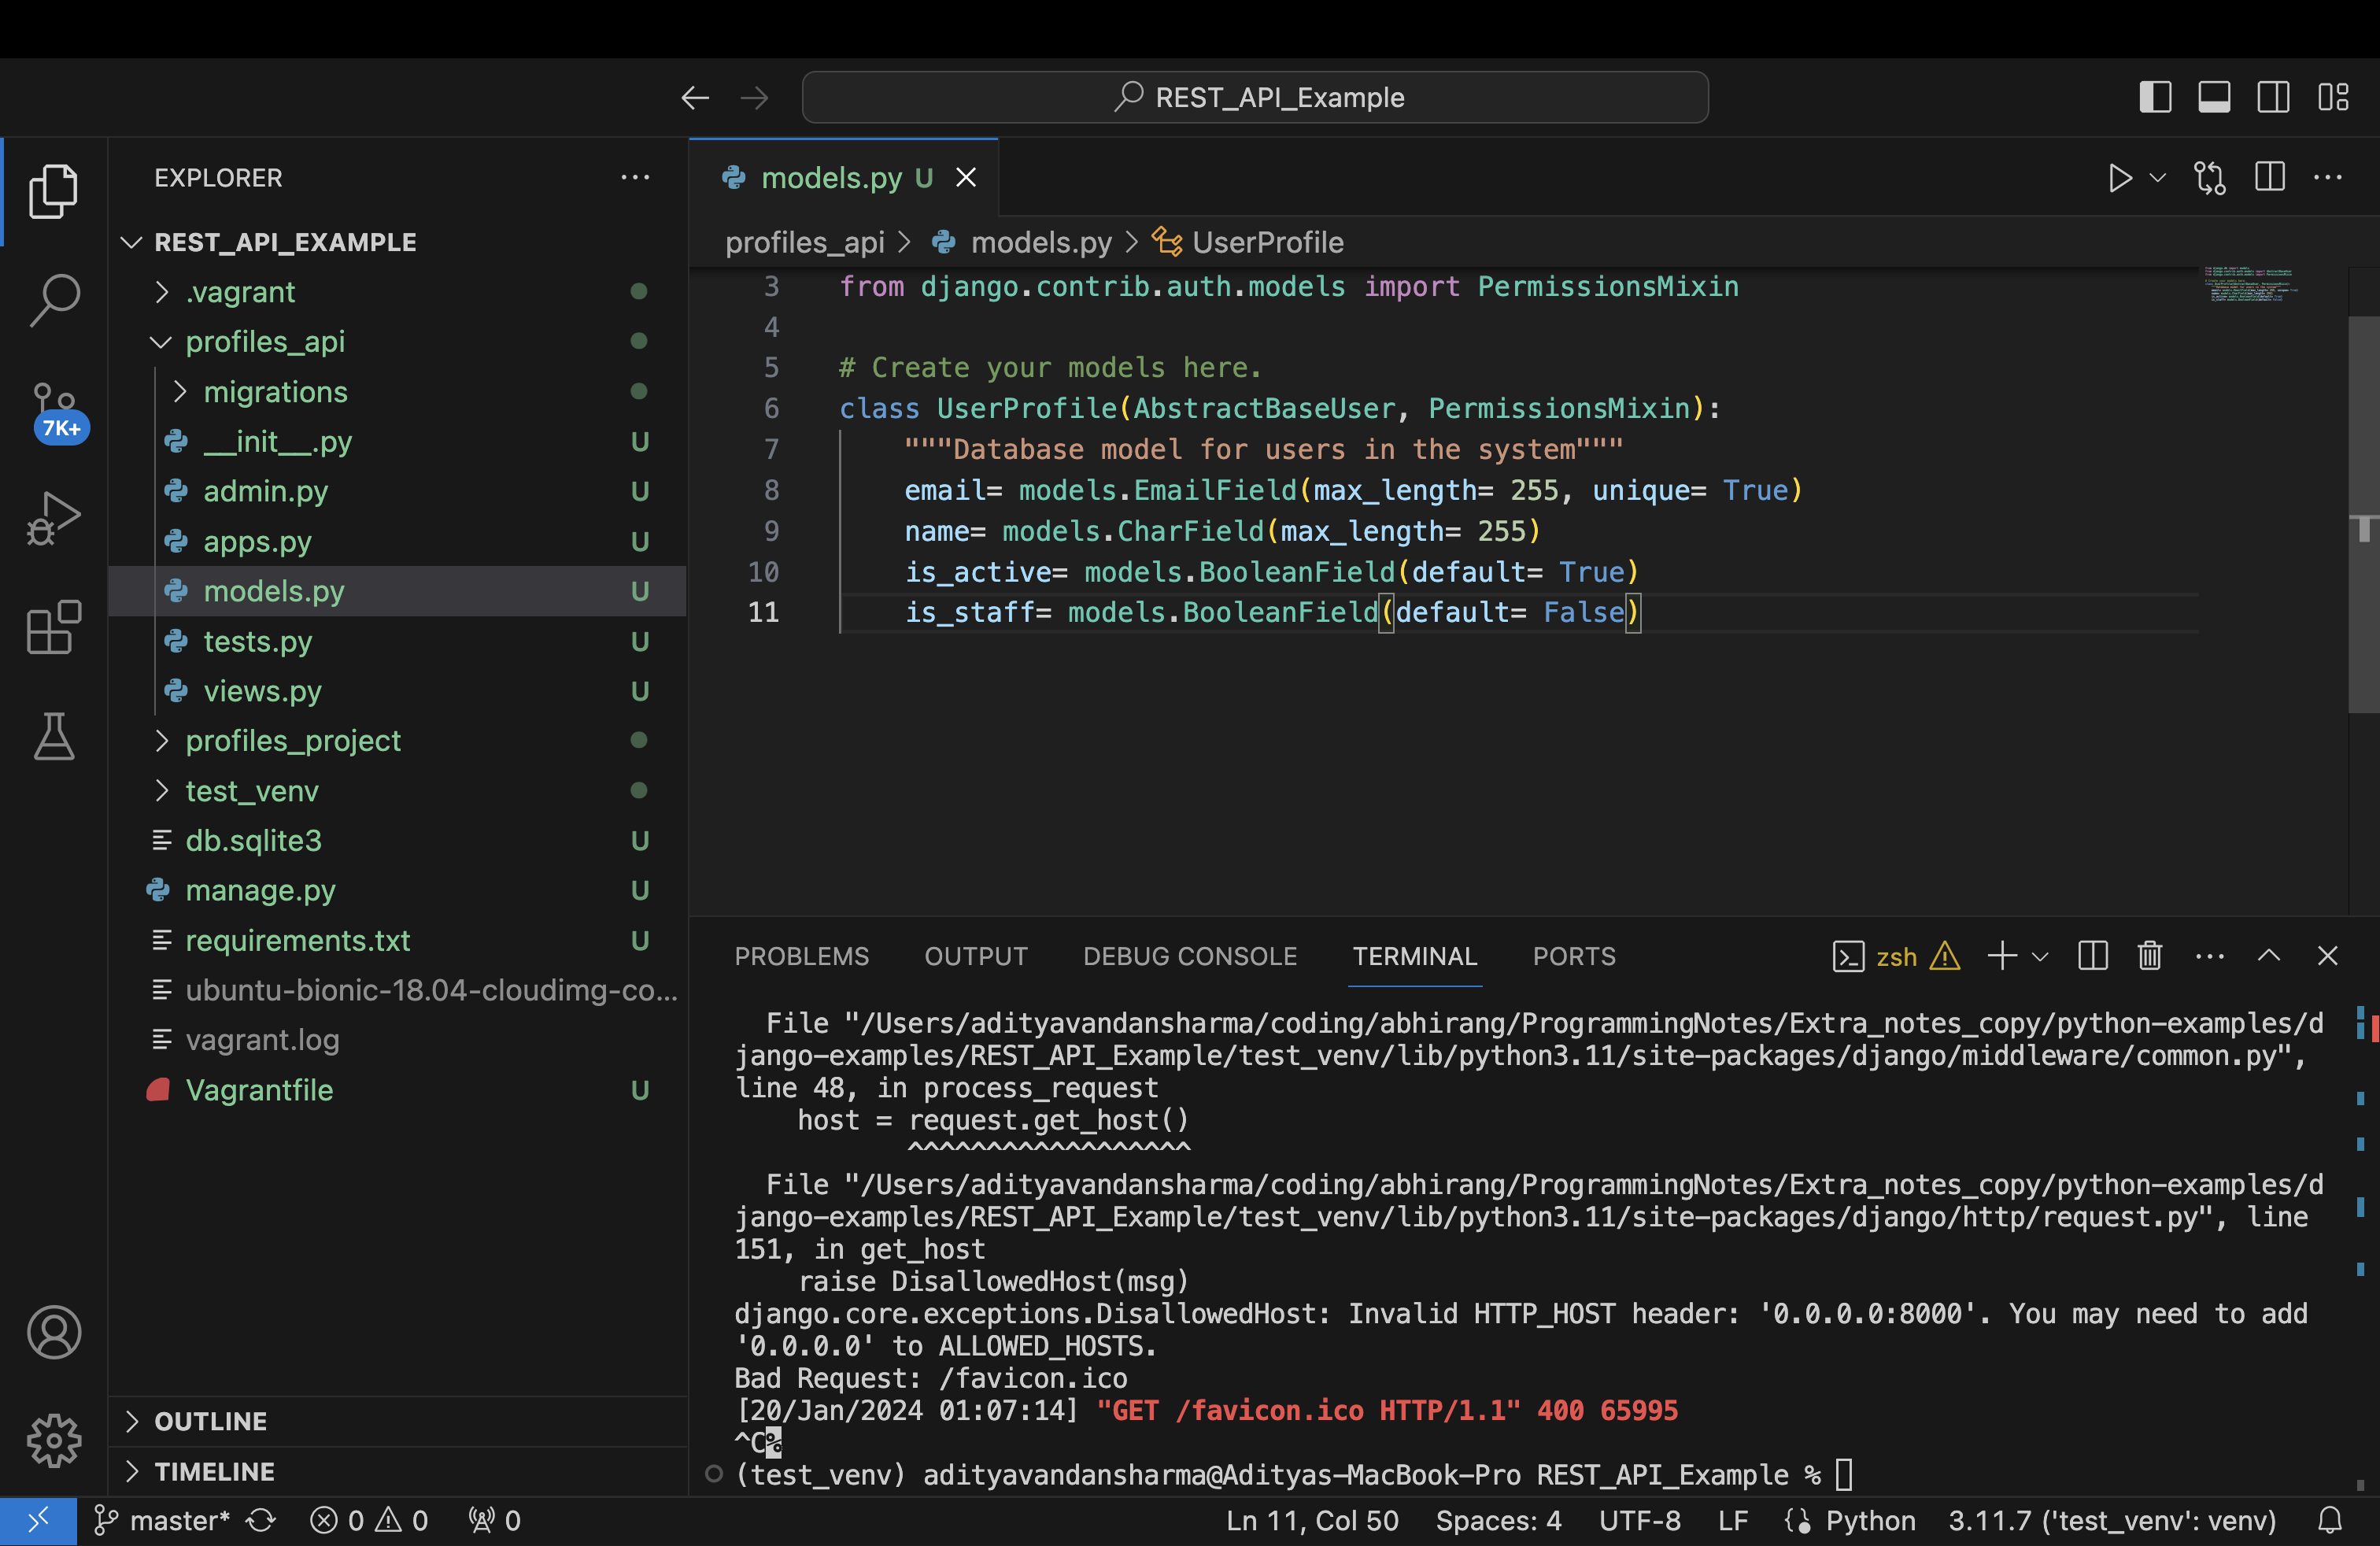 REST_API_Example
EXPLORER
REST_API_EXAMPLE
.vagrant
profiles_api
migrations
__init__.py U
admin.py U
apps.py U
models.py U
tests.py U
views.py U
profiles_project
test_venv
db.sqlite3 U
manage.py U
requirements.txt U
ubuntu-bionic-18.04-cloudimg-co...
vagrant.log
Vagrantfile U
OUTLINE
TIMELINE
7K+
models.py U
profiles_api > models.py > UserProfile
3 from django.contrib.auth.models import PermissionsMixin
4
5 # Create your models here.
6 class UserProfile(AbstractBaseUser, PermissionsMixin):
7 """Database model for users in the system"""
8 email= models.EmailField(max_length= 255, unique= True)
9 name= models.CharField(max_length= 255)
10 is_active= models.BooleanField(default= True)
11 is_staff= models.BooleanField(default= False)
PROBLEMS OUTPUT DEBUG CONSOLE TERMINAL PORTS zsh
File "/Users/adityavandansharma/coding/abhirang/ProgrammingNotes/Extra_notes_copy/python-examples/d
jango-examples/REST_API_Example/test_venv/lib/python3.11/site-packages/django/middleware/common.py",
line 48, in process_request
host = request.get_host()
^^^^^^^^^^^^^^^^^^
File "/Users/adityavandansharma/coding/abhirang/ProgrammingNotes/Extra_notes_copy/python-examples/d
jango-examples/REST_API_Example/test_venv/lib/python3.11/site-packages/django/http/request.py", line
151, in get_host
raise DisallowedHost(msg)
django.core.exceptions.DisallowedHost: Invalid HTTP_HOST header: '0.0.0.0:8000'. You may need to add
'0.0.0.0' to ALLOWED_HOSTS.
Bad Request: /favicon.ico
[20/Jan/2024 01:07:14] "GET /favicon.ico HTTP/1.1" 400 65995
^C%
(test_venv) adityavandansharma@Adityas-MacBook-Pro REST_API_Example %
master* 0 0 0 Ln 11, Col 50 Spaces: 4 UTF-8 LF Python 3.11.7 ('test_venv': venv)